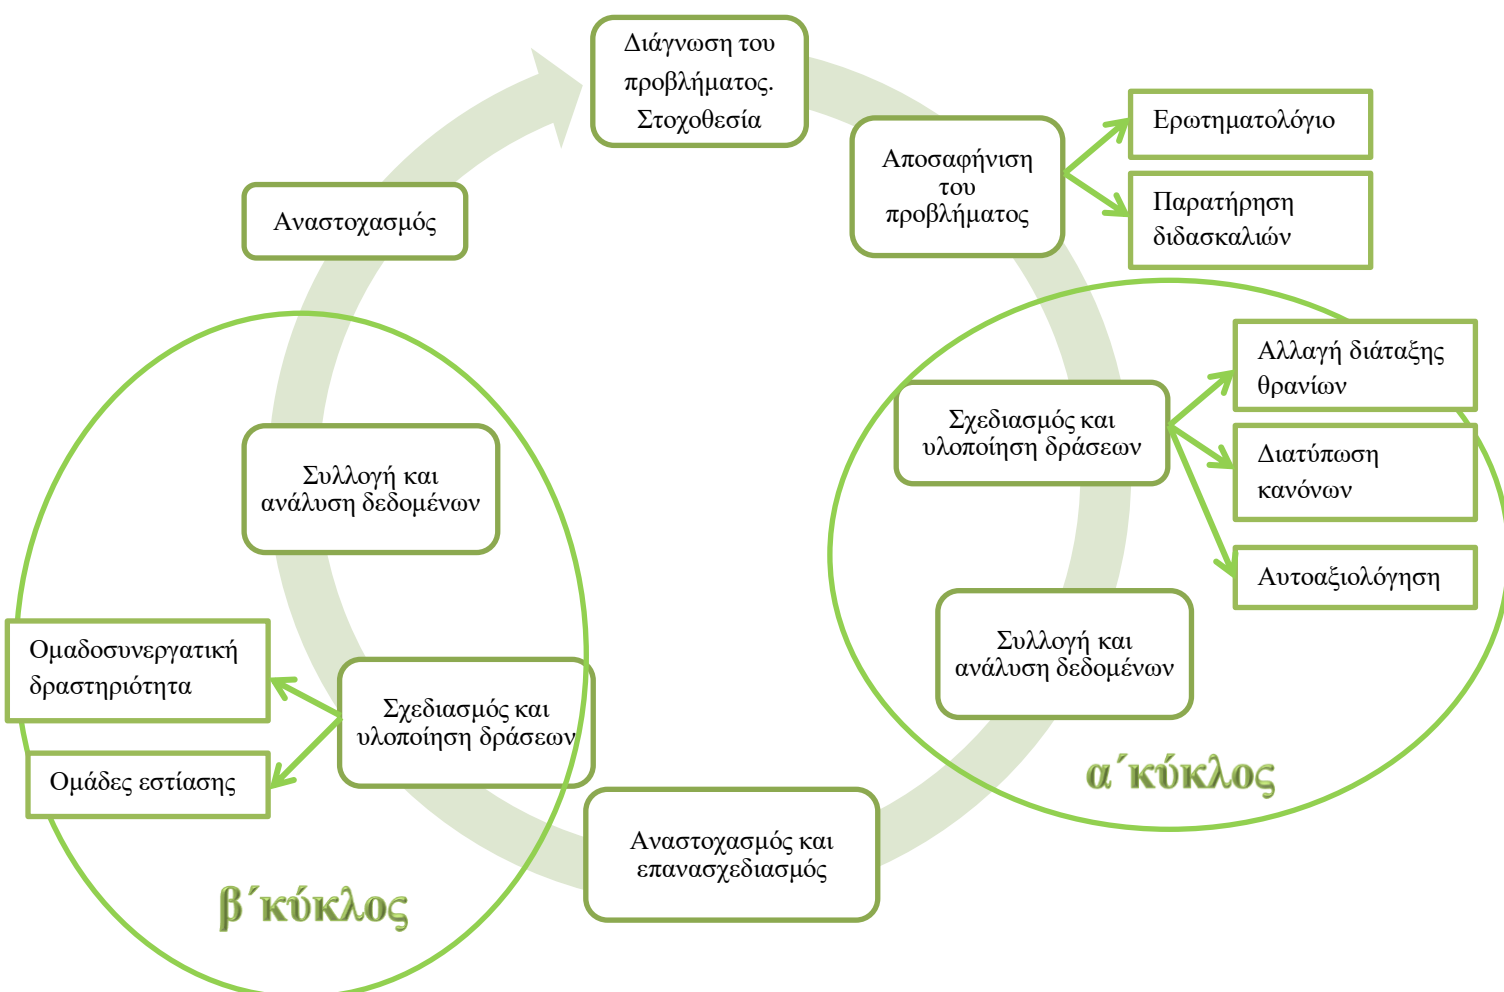 Διάγνωση του
προβλήματος.
Στοχοθεσία
Αποσαφήνιση
του
προβλήματος
Ερωτηματολόγιο
Παρατήρηση
διδασκαλιών
Σχεδιασμός και
υλοποίηση δράσεων
Αλλαγή διάταξης
θρανίων
Διατύπωση
κανόνων
Αυτοαξιολόγηση
Συλλογή και
ανάλυση δεδομένων
α΄κύκλος
Αναστοχασμός και
επανασχεδιασμός
Σχεδιασμός και
υλοποίηση δράσεων
Ομαδοσυνεργατική
δραστηριότητα
Ομάδες εστίασης
β΄κύκλος
Συλλογή και
ανάλυση δεδομένων
Αναστοχασμός